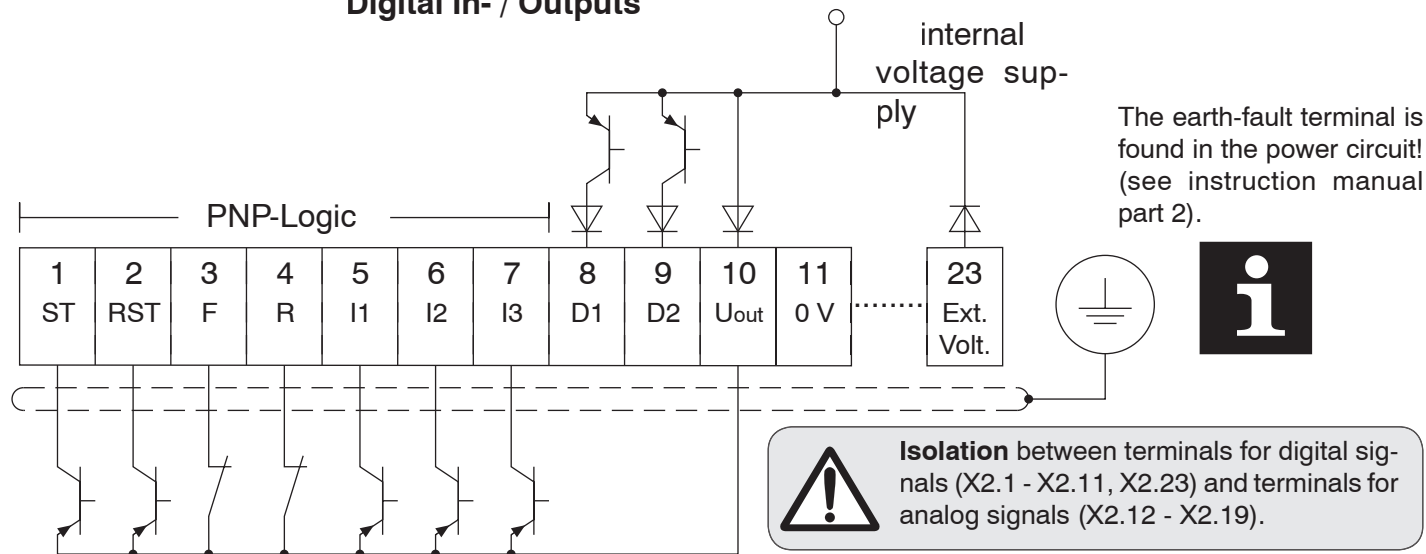 Digital In- / Outputs
internal
voltage sup-
ply
The earth-fault terminal is
found in the power circuit!
(see instruction manual
part 2).
PNP-Logic
1 2 3 4 5 6 7 8 9 10 11 23
ST RST F R I1 I2 I3 D1 D2 Uout 0 V Ext.
Volt.
Isolation between terminals for digital sig-
nals (X2.1 - X2.11, X2.23) and terminals for
analog signals (X2.12 - X2.19).